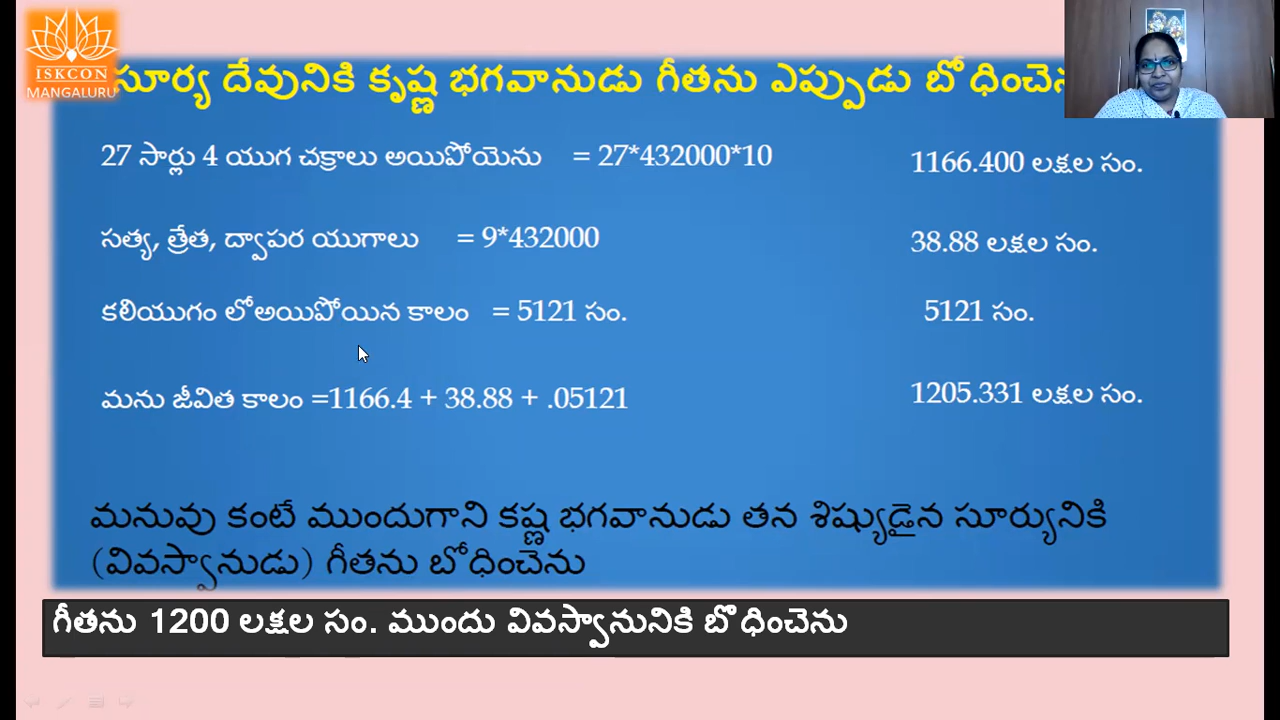 ISKCON
MANGALURU
సూర్య దేవునికి కృష్ణ భగవానుడు గీతను ఎప్పుడు బోధించెను
27 సార్లు 4 యుగ చక్రాలు అయిపోయెను = 27*432000*10 1166.400 లక్షల సం.
సత్య, త్రేత, ద్వాపర యుగాలు = 9*432000 38.88 లక్షల సం.
కలియుగం లోఅయిపోయిన కాలం = 5121 సం. 5121 సం.
మను జీవిత కాలం =1166.4 + 38.88 + .05121 1205.331 లక్షల సం.
మనువు కంటే ముందుగాని కష్ణ భగవానుడు తన శిష్యుడైన సూర్యునికి
(వివస్వానుడు) గీతను బోధించెను
గీతను 1200 లక్షల సం. ముందు వివస్వానునికి బొధించెను